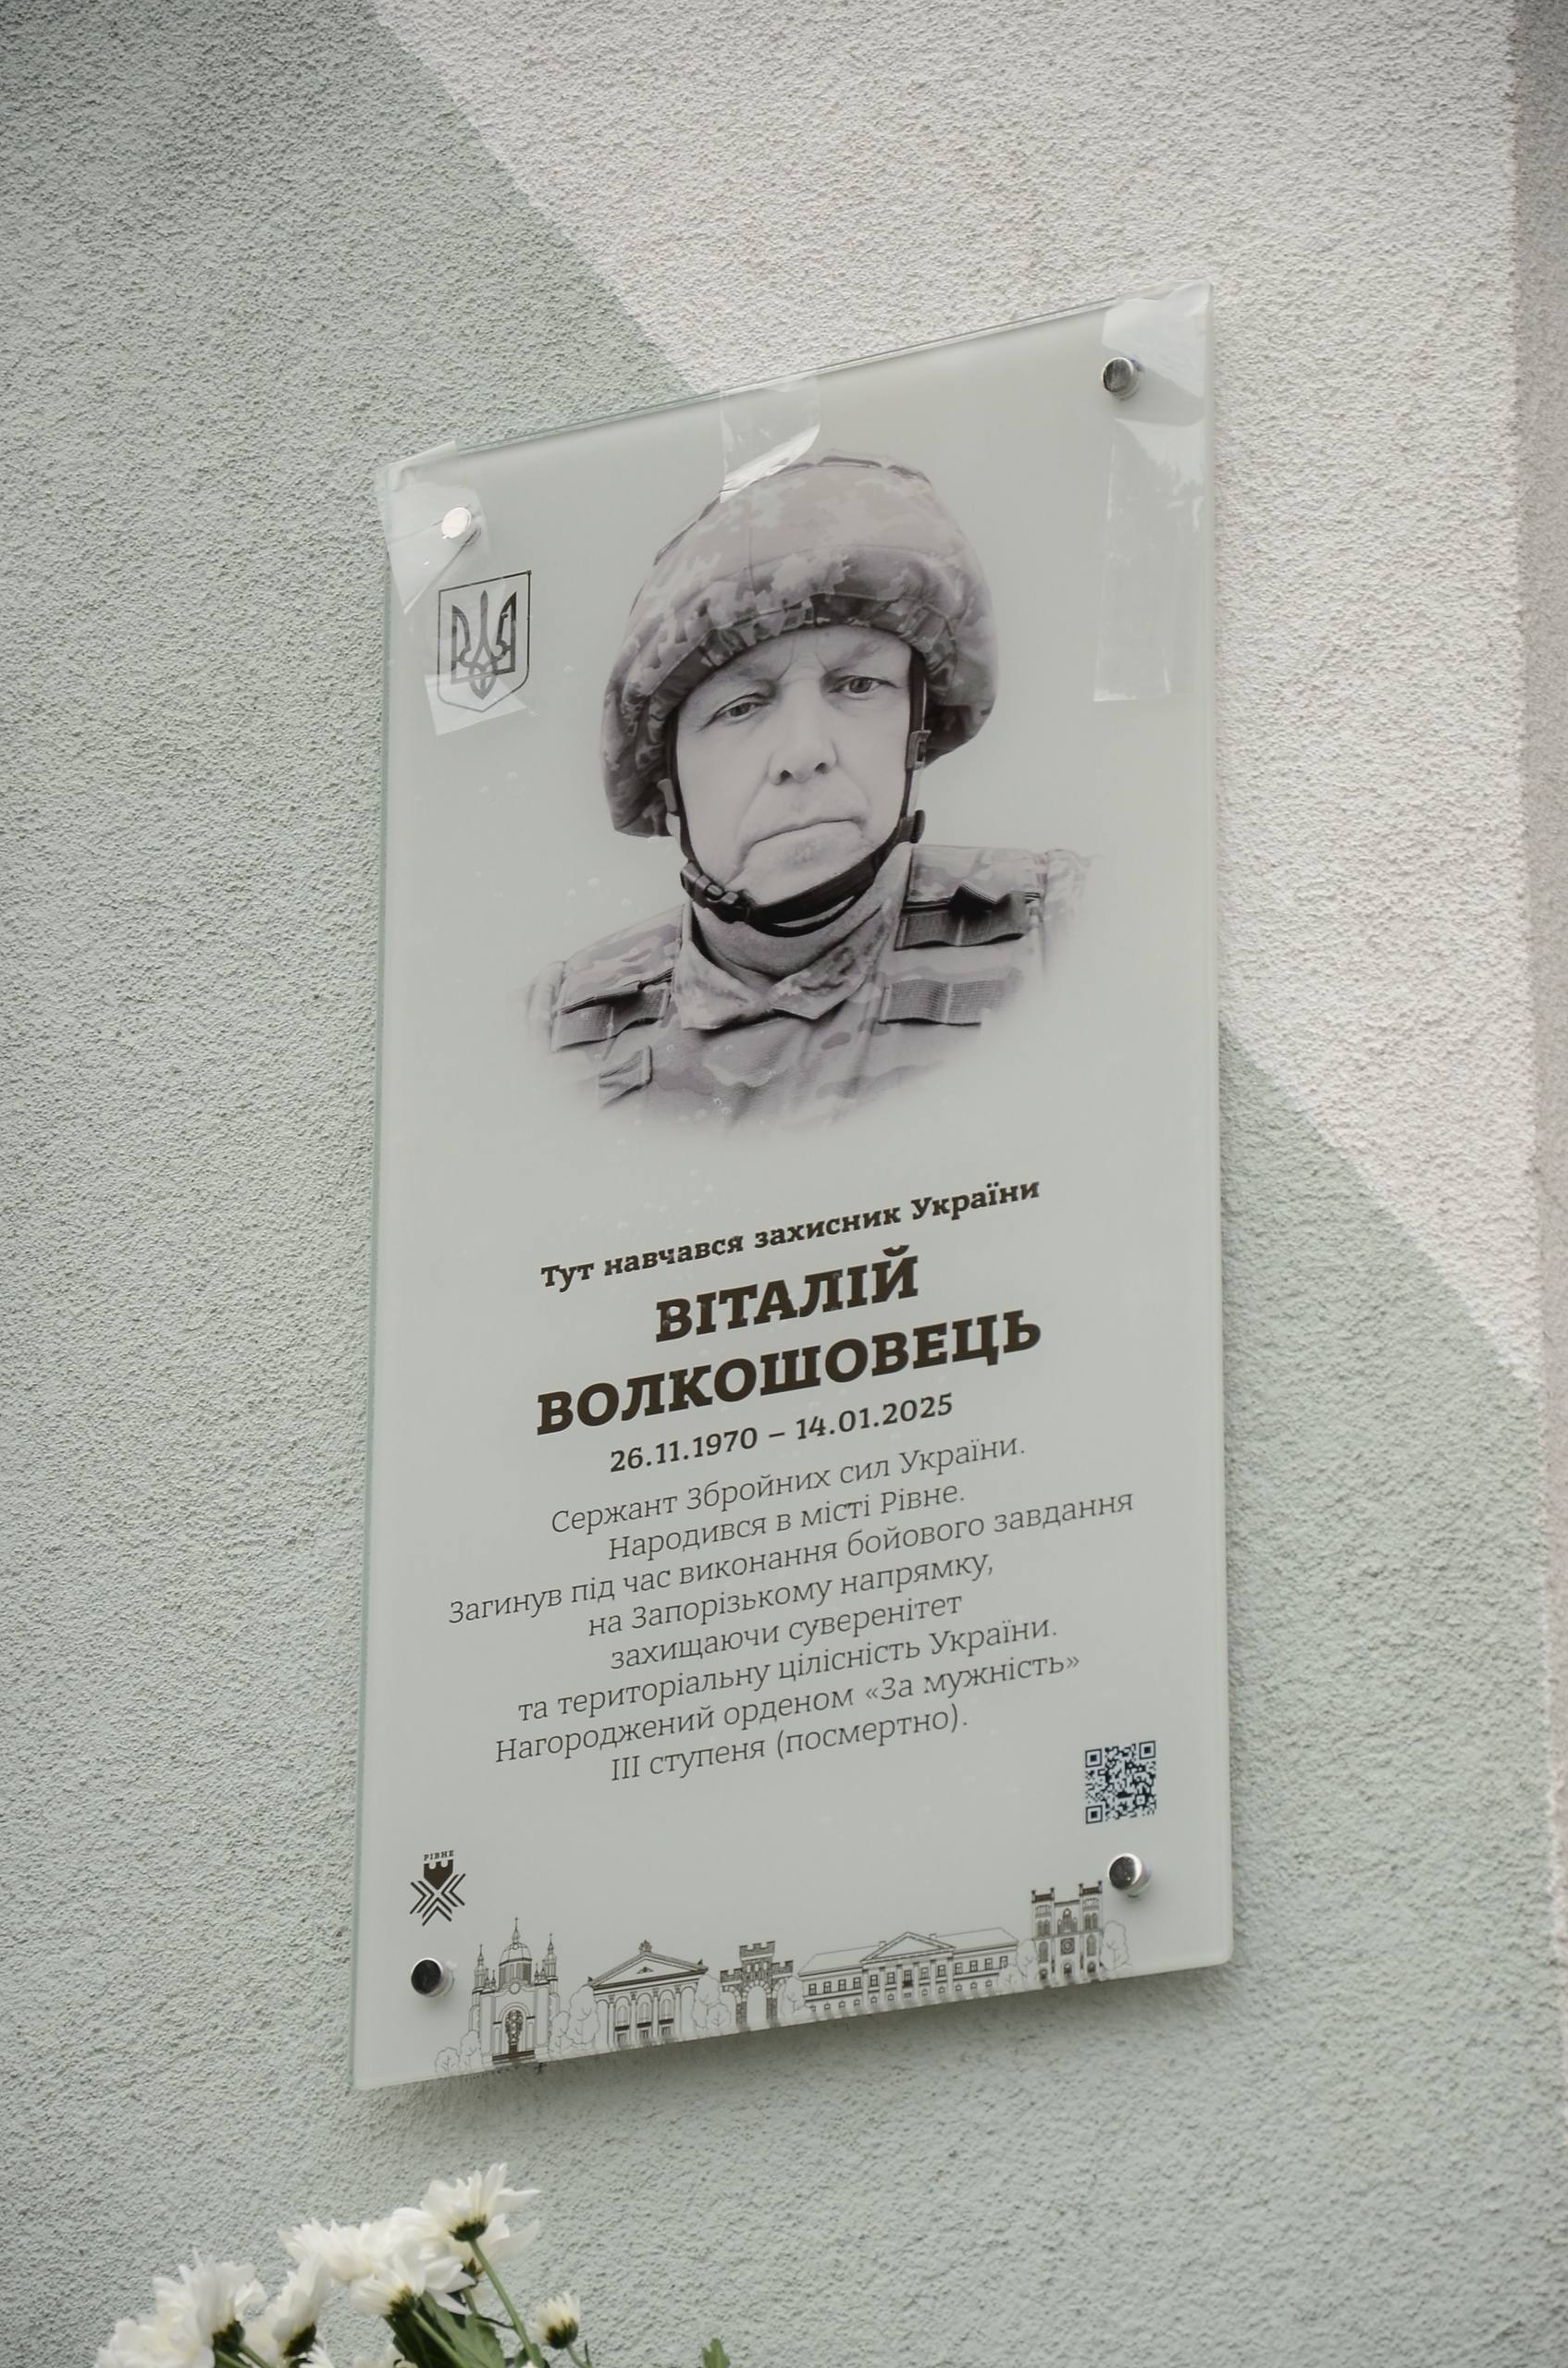 Тут навчався захисник України
ВІТАЛІЙ
ВОЛКОШОВЕЦЬ
26.11.1970 – 14.01.2025
Сержант Збройних сил України.
Народився в місті Рівне.
Загинув під час виконання бойового завдання
на Запорізькому напрямку,
захищаючи суверенітет
та територіальну цілісність України.
Нагороджений орденом «За мужність»
III ступеня (посмертно).
РІВНЕ